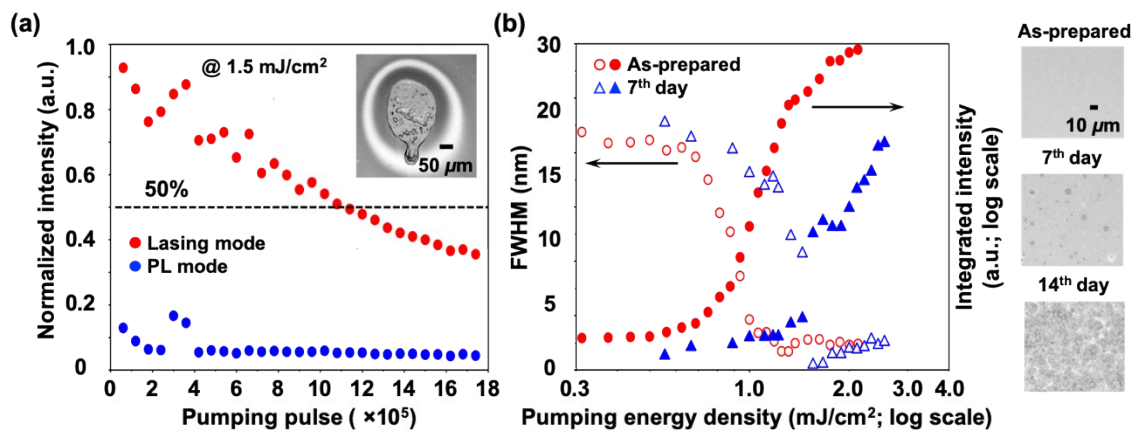 (a)
Normalized intensity (a.u.)
1.0
0.8
0.6
0.4
0.2
0
@ 1.5 mJ/cm²
50 µm
50%
Lasing mode
PL mode
0 2 4 6 8 10 12 14 16 18
Pumping pulse ( ×10⁵)
(b)
FWHM (nm)
30
25
20
15
10
5
0
As-prepared
7th day
0.3 1.0 2.0 3.0 4.0
Pumping energy density (mJ/cm²; log scale)
Integrated intensity
(a.u.; log scale)
As-prepared
10 µm
7th day
14th day